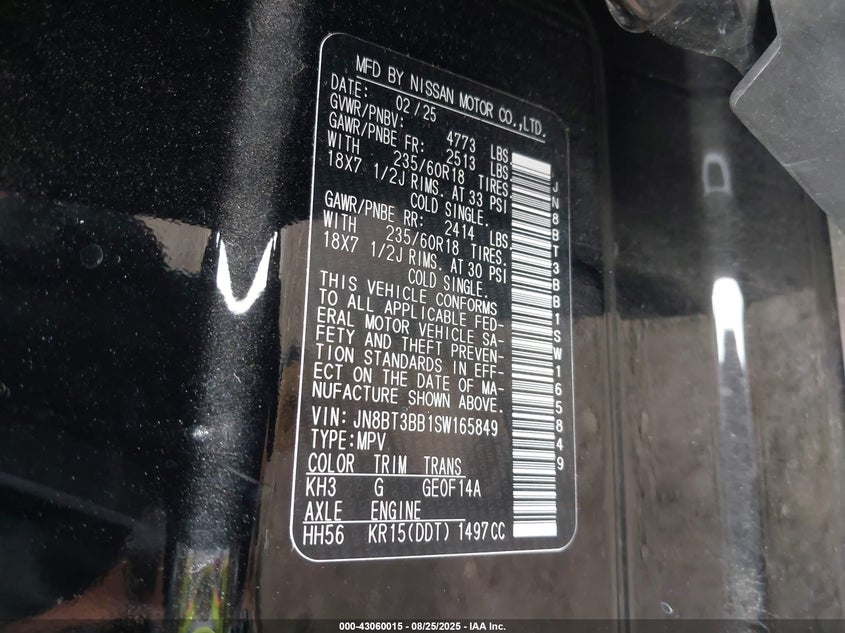 MFD BY NISSAN MOTOR CO.,LTD.
DATE: 02/25
GVWR/PNBV: 4773 LBS
GAWR/PNBE FR: 2513 LBS
WITH 235/60R18 TIRES
18X7 1/2J RIMS. AT 33 PSI
COLD SINGLE.
GAWR/PNBE RR: 2414 LBS
WITH 235/60R18 TIRES.
18X7 1/2J RIMS. AT 30 PSI
COLD SINGLE.
THIS VEHICLE CONFORMS
TO ALL APPLICABLE FED-
ERAL MOTOR VEHICLE SA-
FETY AND THEFT PREVEN-
TION STANDARDS IN EFF-
ECT ON THE DATE OF MA-
NUFACTURE SHOWN ABOVE.
VIN: JN8BT3BB1SW165849
TYPE:MPV
COLOR TRIM TRANS
KH3 G GE0F14A
AXLE ENGINE
HH56 KR15(DDT) 1497CC
JN8BT3BB1SW165849
000-43060015 - 08/25/2025 - IAA Inc.